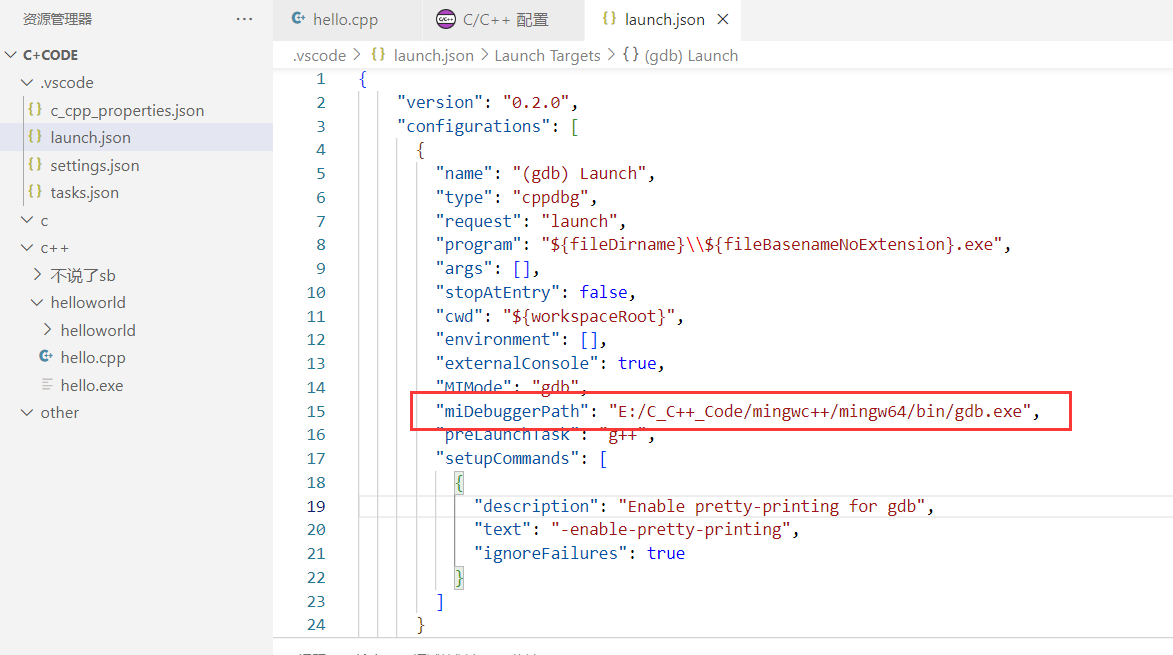 资源管理器 ···
C+CODE
.vscode
{} c_cpp_properties.json
{} launch.json
{} settings.json
{} tasks.json
c
c++
不说了sb
helloworld
helloworld
hello.cpp
hello.exe
other
hello.cpp C/C++ C/C++ 配置 {} launch.json ×
.vscode > {} launch.json > Launch Targets > {} (gdb) Launch
1 {
2 "version": "0.2.0",
3 "configurations": [
4 {
5 "name": "(gdb) Launch",
6 "type": "cppdbg",
7 "request": "launch",
8 "program": "${fileDirname}\\${fileBasenameNoExtension}.exe",
9 "args": [],
10 "stopAtEntry": false,
11 "cwd": "${workspaceRoot}",
12 "environment": [],
13 "externalConsole": true,
14 "MIMode": "gdb",
15 "miDebuggerPath": "E:/C_C++_Code/mingwc++/mingw64/bin/gdb.exe",
16 "preLaunchTask": "g++",
17 "setupCommands": [
18 {
19 "description": "Enable pretty-printing for gdb",
20 "text": "-enable-pretty-printing",
21 "ignoreFailures": true
22 }
23 ]
24 }